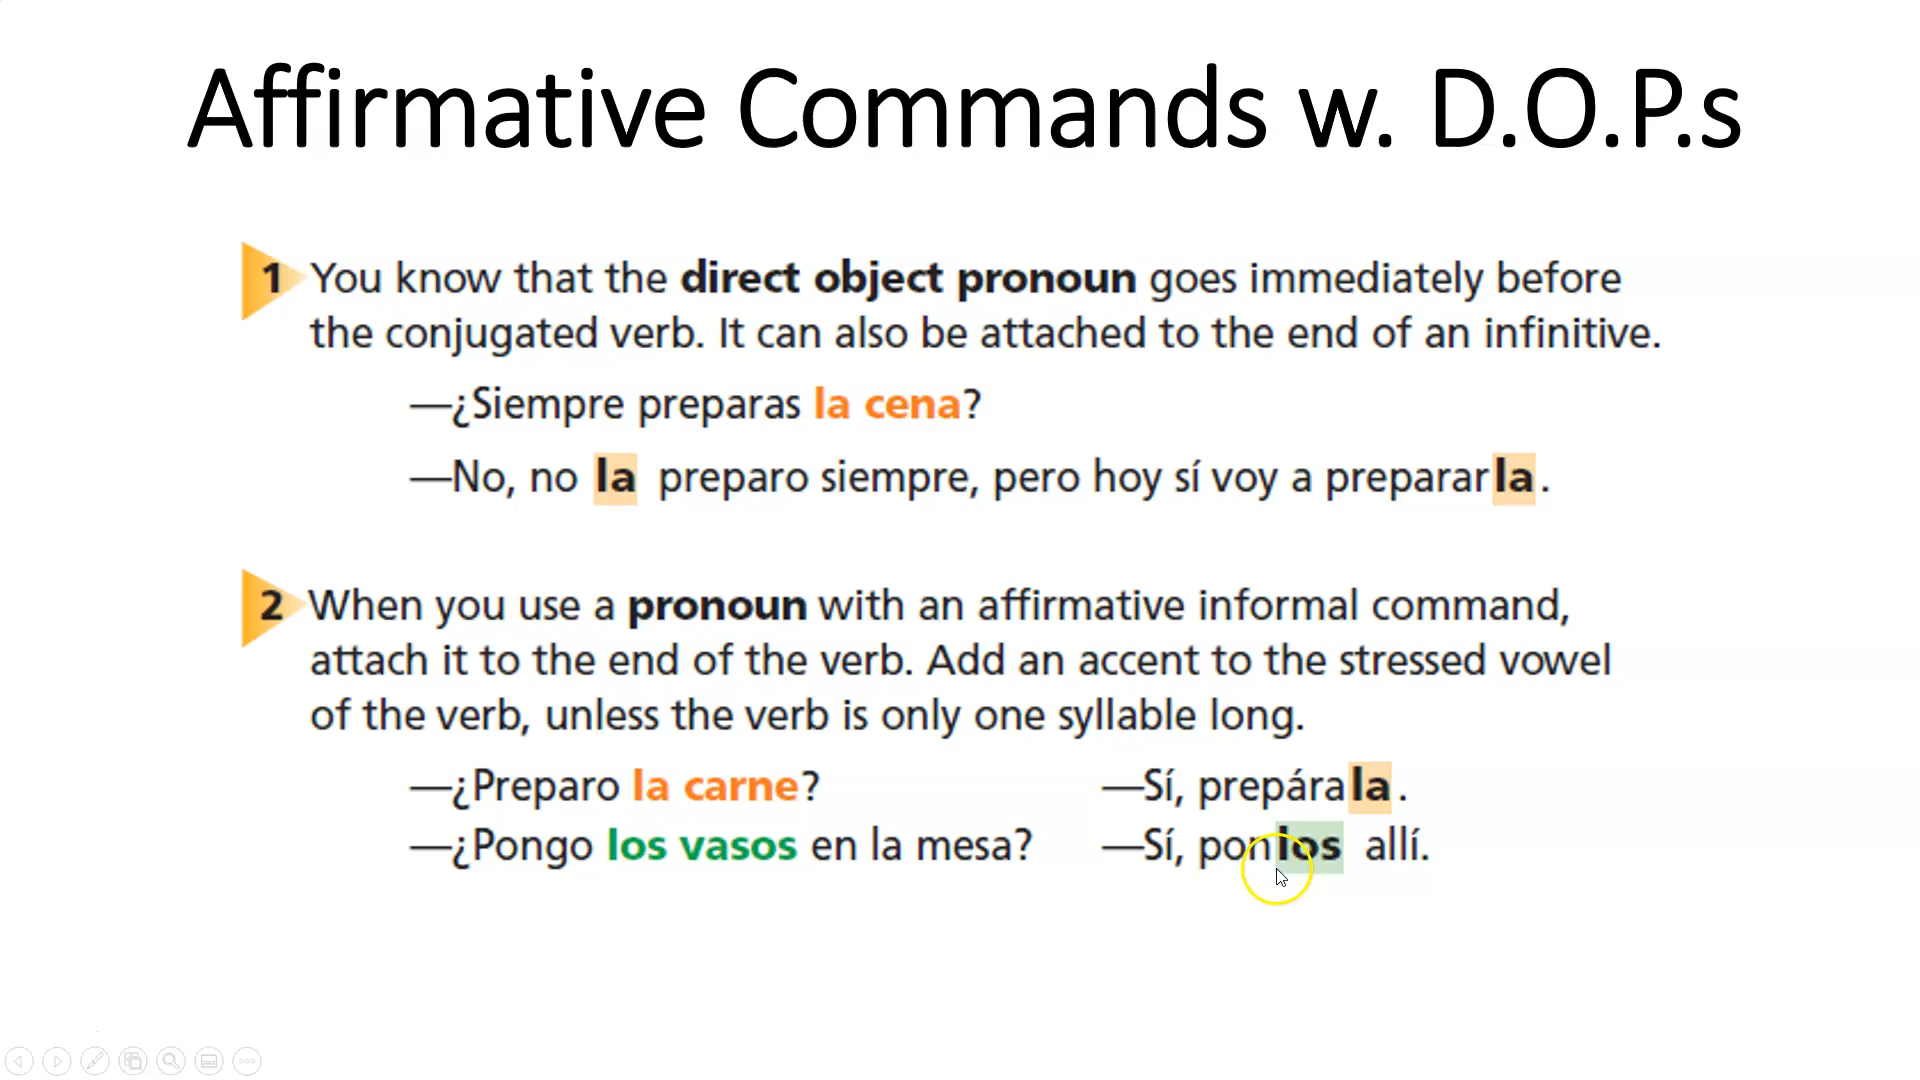 Affirmative Commands w. D.O.P.s
1 You know that the direct object pronoun goes immediately before
the conjugated verb. It can also be attached to the end of an infinitive.
—¿Siempre preparas la cena?
—No, no la preparo siempre, pero hoy sí voy a prepararla.
2 When you use a pronoun with an affirmative informal command,
attach it to the end of the verb. Add an accent to the stressed vowel
of the verb, unless the verb is only one syllable long.
—¿Preparo la carne? —Sí, prepárala.
—¿Pongo los vasos en la mesa? —Sí, ponlos allí.